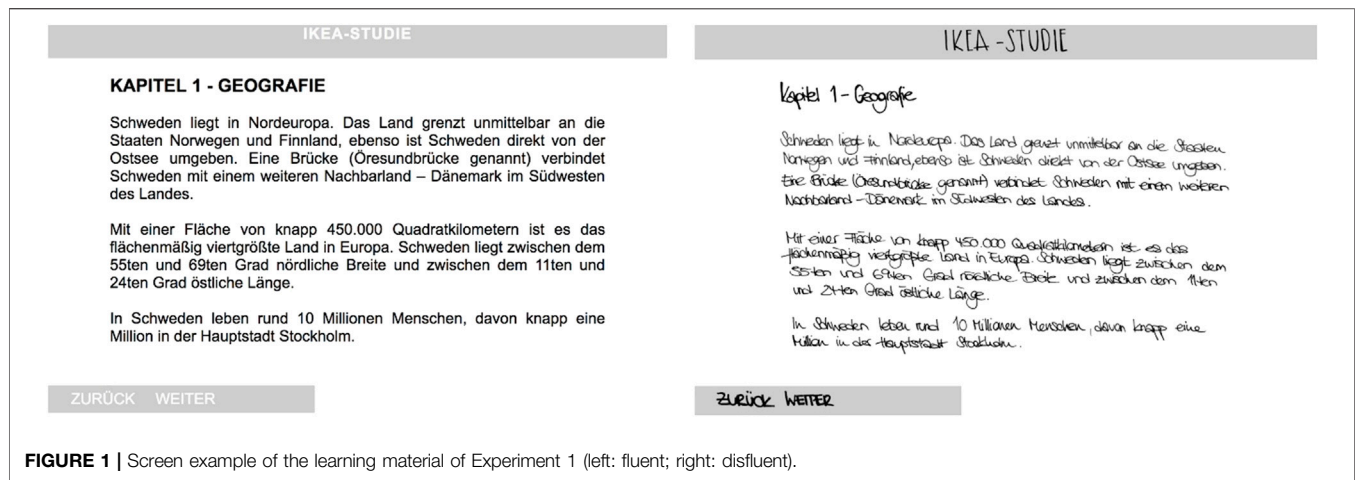 IKEA-STUDIE
KAPITEL 1 - GEOGRAFIE
Schweden liegt in Nordeuropa. Das Land grenzt unmittelbar an die
Staaten Norwegen und Finnland, ebenso ist Schweden direkt von der
Ostsee umgeben. Eine Brücke (Öresundbrücke genannt) verbindet
Schweden mit einem weiteren Nachbarland – Dänemark im Südwesten
des Landes.
Mit einer Fläche von knapp 450.000 Quadratkilometern ist es das
flächenmäßig viertgrößte Land in Europa. Schweden liegt zwischen dem
55ten und 69ten Grad nördliche Breite und zwischen dem 11ten und
24ten Grad östliche Länge.
In Schweden leben rund 10 Millionen Menschen, davon knapp eine
Million in der Hauptstadt Stockholm.
ZURÜCK WEITER
IKEA-STUDIE
Kapitel 1 - Geografie
Schweden liegt in Nordeuropa. Das Land grenzt unmittelbar an die Staaten
Norwegen und Finnland, ebenso ist Schweden direkt von der Ostsee umgeben.
Eine Brücke (Öresundbrücke genannt) verbindet Schweden mit einem weiteren
Nachbarland – Dänemark im Südwesten des Landes.
Mit einer Fläche von knapp 450.000 Quadratkilometern ist es das
flächenmäßig viertgrößte Land in Europa. Schweden liegt zwischen dem
55ten und 69ten Grad nördliche Breite und zwischen dem 11ten
und 24ten Grad östliche Länge.
In Schweden leben rund 10 Millionen Menschen, davon knapp eine
Million in der Hauptstadt Stockholm.
ZURÜCK WEITER
FIGURE 1 | Screen example of the learning material of Experiment 1 (left: fluent; right: disfluent).